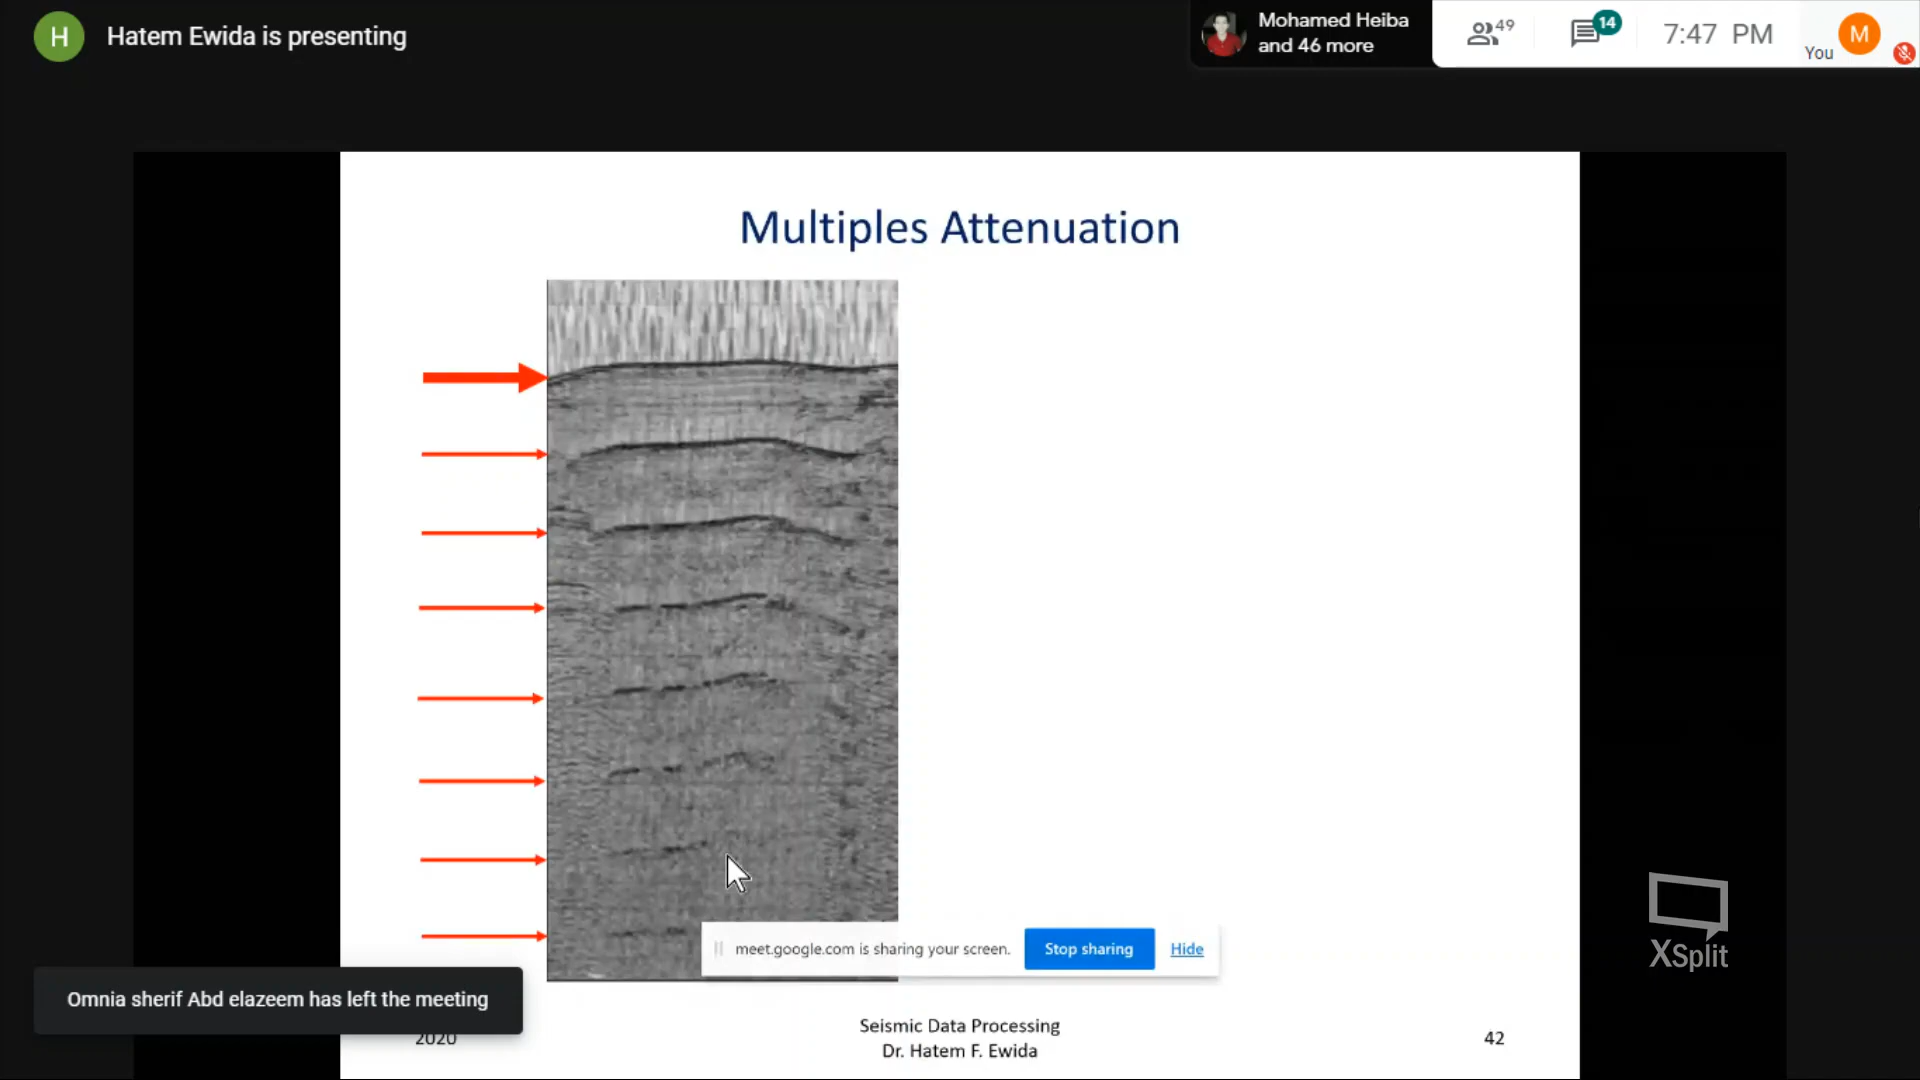 H
Hatem Ewida is presenting
Mohamed Heiba
and 46 more
49
14
7:47 PM
You
M
Multiples Attenuation
meet.google.com is sharing your screen.
Stop sharing
Hide
XSplit
Omnia sherif Abd elazeem has left the meeting
2020
Seismic Data Processing
Dr. Hatem F. Ewida
42